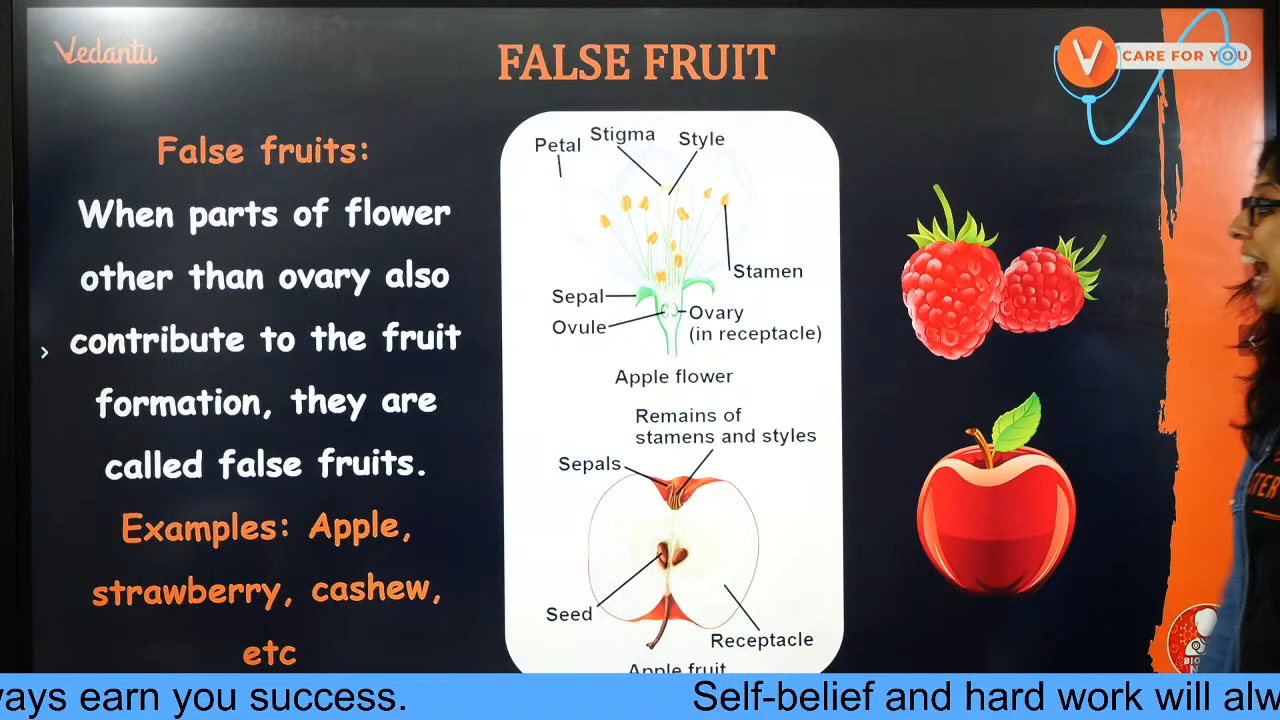 Vedantu
FALSE FRUIT
V
CARE FOR YOU
False fruits:
When parts of flower
other than ovary also
contribute to the fruit
formation, they are
called false fruits.
Examples: Apple,
strawberry, cashew,
etc
Petal
Stigma
Style
Stamen
Sepal
Ovule
Ovary
(in receptacle)
Apple flower
Remains of
stamens and styles
Sepals
Seed
Receptacle
Apple fruit
ways earn you success. Self-belief and hard work will alw